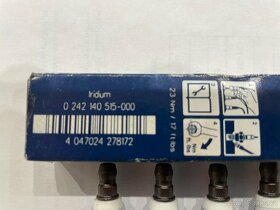 Iridium
0 242 140 515-000
4 047024 278172
23 Nm / 17 ft lbs